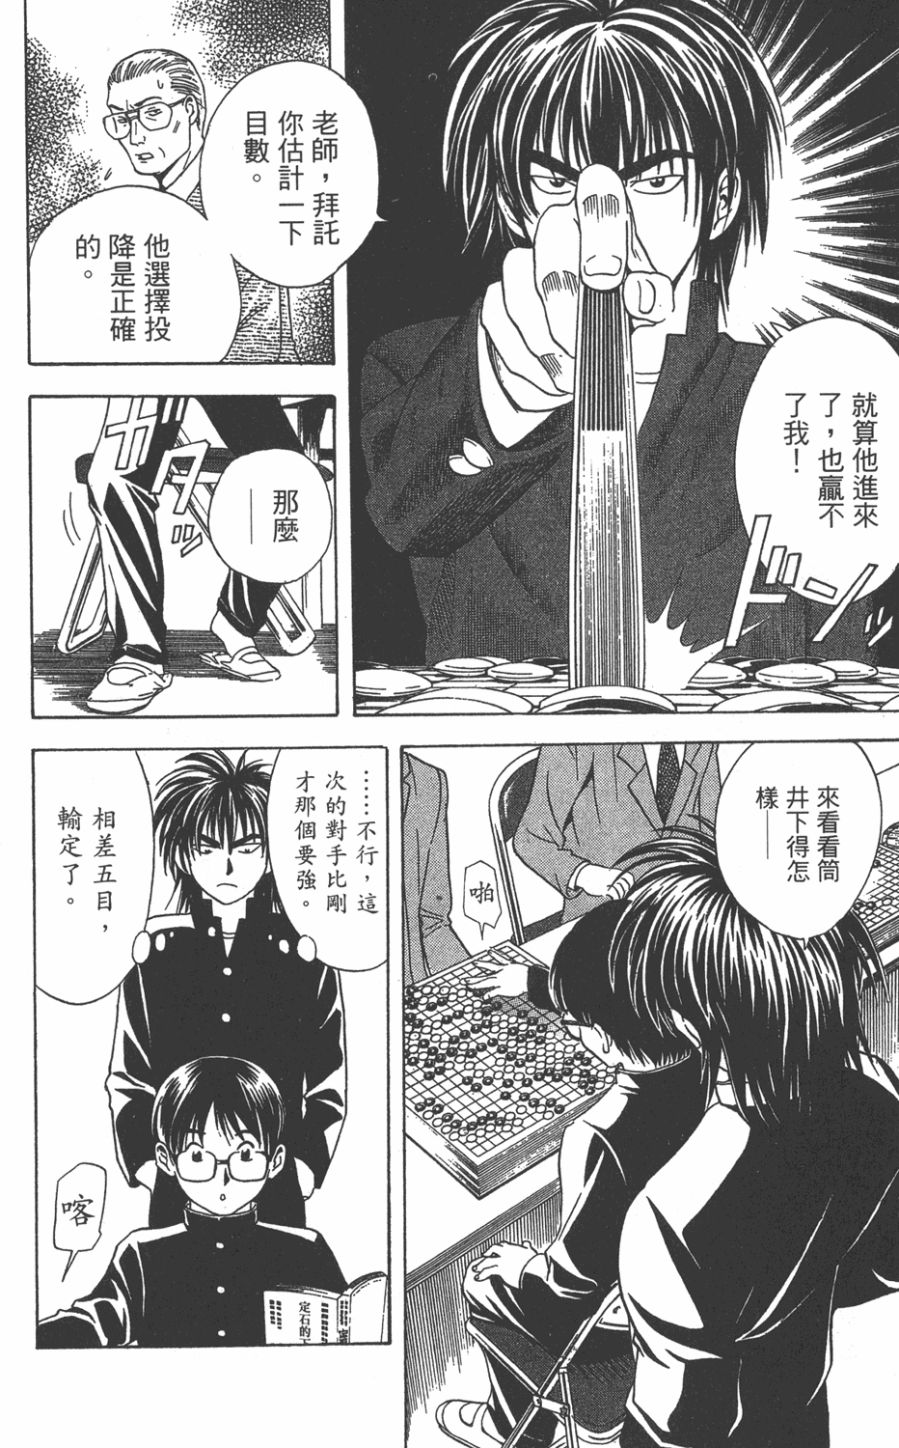 就算他進來
了，也贏不
了我！
ドーン
老師，拜託
你估計一下
目數。
他選擇投
降是正確
的。
ガタッ
那麼
——
來看看筒
井下得怎
樣——
啪
……不行，這
次的對手比剛
才那個要強。
相差五目，
輸定了。
喀
定石的